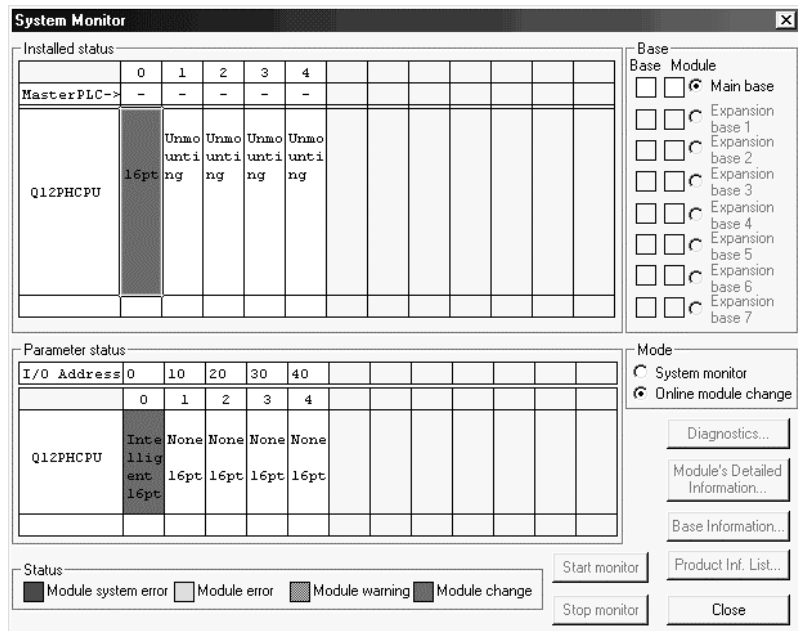 System Monitor
Installed status
0 1 2 3 4
MasterPLC-> - - - - -
Q12PHCPU
16pt
Unmo
unti
ng
Unmo
unti
ng
Unmo
unti
ng
Unmo
unti
ng
Base
Base Module
Main base
Expansion
base 1
Expansion
base 2
Expansion
base 3
Expansion
base 4
Expansion
base 5
Expansion
base 6
Expansion
base 7
Parameter status
I/O Address 0 10 20 30 40
0 1 2 3 4
Q12PHCPU
Inte
llig
ent
16pt
None
16pt
None
16pt
None
16pt
None
16pt
Mode
System monitor
Online module change
Diagnostics...
Module's Detailed
Information...
Base Information...
Product Inf. List...
Close
Status
Module system error Module error Module warning Module change
Start monitor
Stop monitor